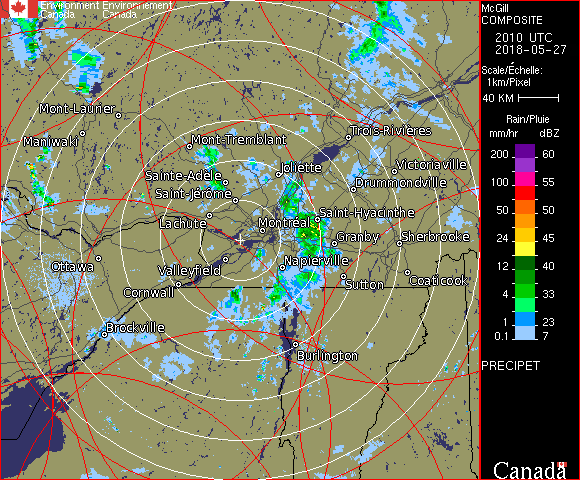 Environment Environnement
Canada Canada
McGill
COMPOSITE
2010 UTC
2018-05-27
Scale/Échelle:
1km/Pixel
40 KM
Rain/Pluie
mm/hr dBZ
200 60
100 55
50 50
24 45
12 40
4 33
1 23
0.1 7
PRECIPET
Canada
Mont-Laurier
Maniwaki
Mont-Tremblant
Trois-Rivières
Joliette
Victoriaville
Sainte-Adèle
Drummondville
Saint-Jérôme
Saint-Hyacinthe
Lachute
Montréal
Granby
Sherbrooke
Ottawa
Valleyfield
Napierville
Cornwall
Sutton
Coaticook
Brockville
Burlington